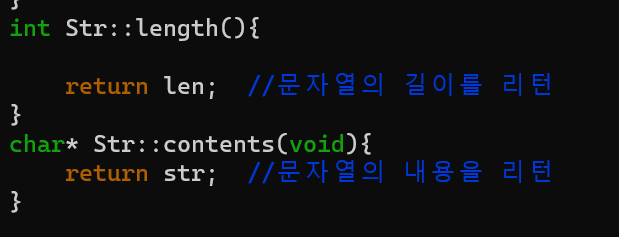 }
int Str::length(){
return len;  //문자열의 길이를 리턴
}
char* Str::contents(void){
return str;  //문자열의 내용을 리턴
}